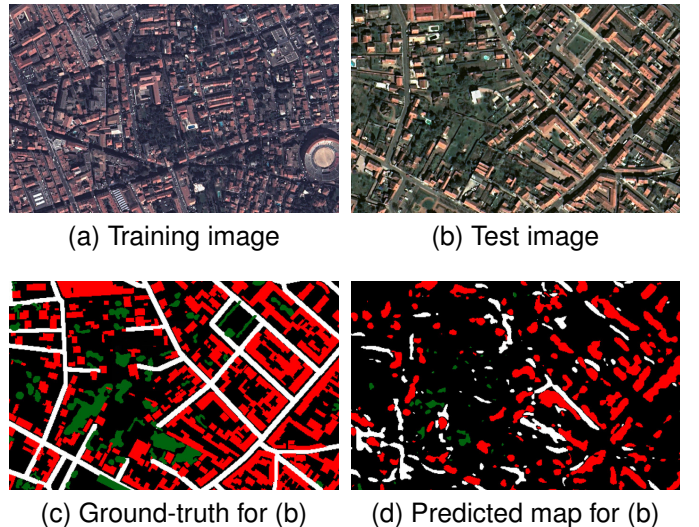 (a) Training image
(b) Test image
(c) Ground-truth for (b)
(d) Predicted map for (b)